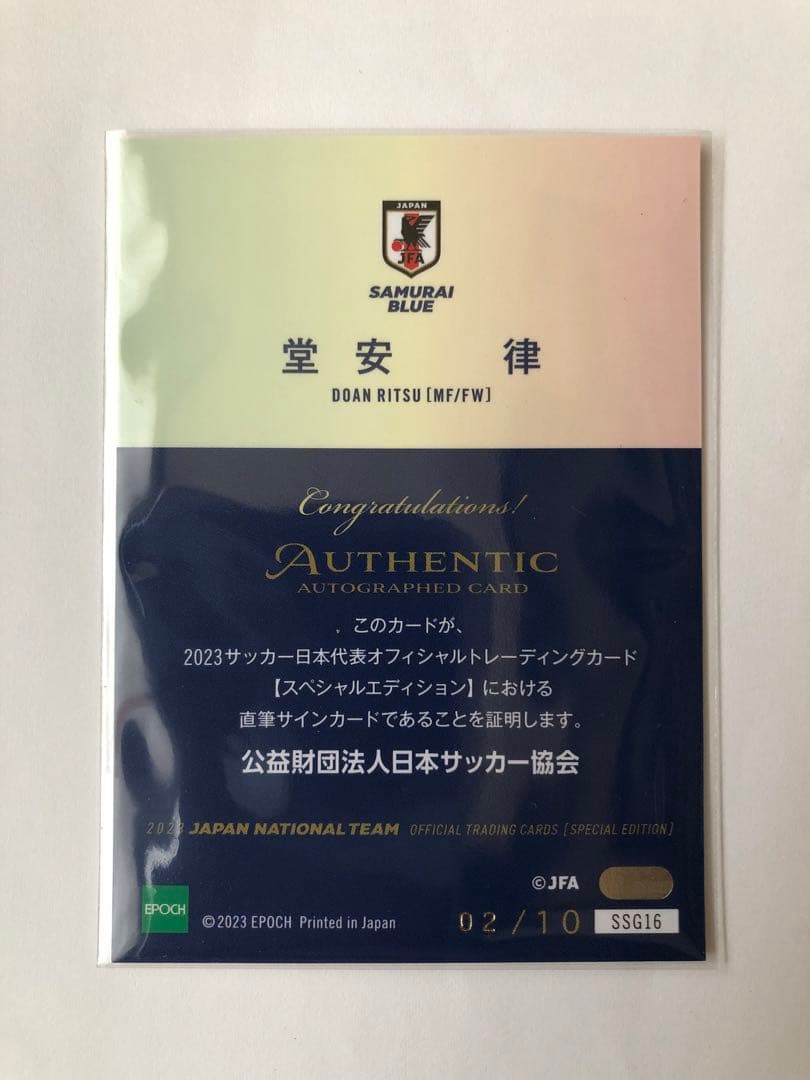 JAPAN
JFA
SAMURAI
BLUE
堂安 律
DOAN RITSU [MF/FW]
Congratulations!
AUTHENTIC
AUTOGRAPHED CARD
このカードが、
2023サッカー日本代表オフィシャルトレーディングカード
【スペシャルエディション】における
直筆サインカードであることを証明します。
公益財団法人日本サッカー協会
2023 JAPAN NATIONAL TEAM OFFICIAL TRADING CARDS [SPECIAL EDITION]
©JFA
EPOCH
©2023 EPOCH Printed in Japan
02/10
SSG16